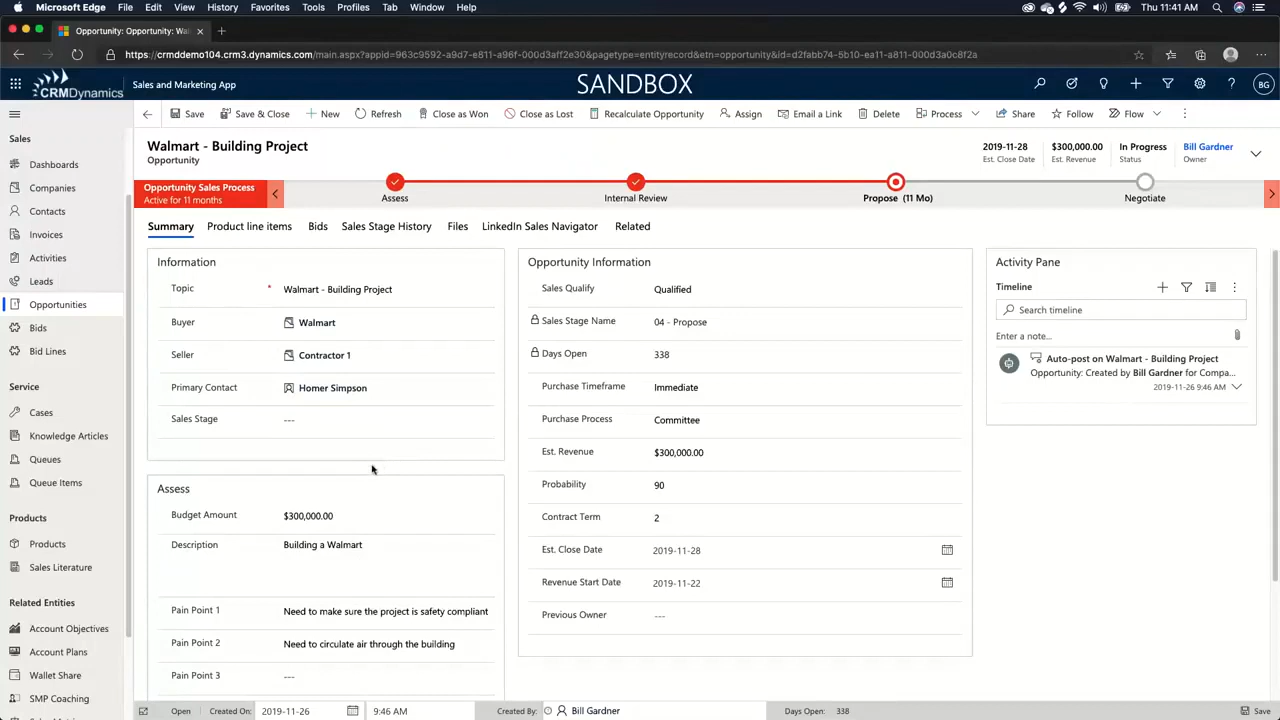 Microsoft Edge File Edit View History Favorites Tools Profiles Tab Window Help Thu 11:41 AM
Opportunity: Opportunity: Wal
https://crmdemo104.crm3.dynamics.com/main.aspx?appid=963c9592-a9d7-e811-a96f-000d3aff2e30&pagetype=entityrecord&etn=opportunity&id=d2fabb74-5b10-ea11-a811-000d3a0c8f2a
CRMDynamics Sales and Marketing App SANDBOX BG
Save Save & Close New Refresh Close as Won Close as Lost Recalculate Opportunity Assign Email a Link Delete Process Share Follow Flow
Sales
Dashboards
Companies
Contacts
Invoices
Activities
Leads
Opportunities
Bids
Bid Lines
Service
Cases
Knowledge Articles
Queues
Queue Items
Products
Products
Sales Literature
Related Entities
Account Objectives
Account Plans
Wallet Share
SMP Coaching
Walmart - Building Project
Opportunity
2019-11-28 $300,000.00 In Progress Bill Gardner
Est. Close Date Est. Revenue Status Owner
Opportunity Sales Process
Active for 11 months
Assess Internal Review Propose (11 Mo) Negotiate
Summary Product line items Bids Sales Stage History Files LinkedIn Sales Navigator Related
Information
Topic * Walmart - Building Project
Buyer Walmart
Seller Contractor 1
Primary Contact Homer Simpson
Sales Stage ---
Assess
Budget Amount $300,000.00
Description Building a Walmart
Pain Point 1 Need to make sure the project is safety compliant
Pain Point 2 Need to circulate air through the building
Pain Point 3 ---
Opportunity Information
Sales Qualify Qualified
Sales Stage Name 04 - Propose
Days Open 338
Purchase Timeframe Immediate
Purchase Process Committee
Est. Revenue $300,000.00
Probability 90
Contract Term 2
Est. Close Date 2019-11-28
Revenue Start Date 2019-11-22
Previous Owner ---
Activity Pane
Timeline
Search timeline
Enter a note...
Auto-post on Walmart - Building Project
Opportunity: Created by Bill Gardner for Compa...
2019-11-26 9:46 AM
Open Created On: 2019-11-26 9:46 AM Created By: Bill Gardner Days Open: 338 Save